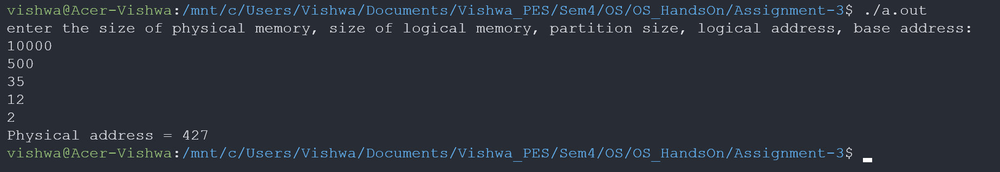 vishwa@Acer-Vishwa:/mnt/c/Users/Vishwa/Documents/Vishwa_PES/Sem4/OS/OS_HandsOn/Assignment-3$ ./a.out
enter the size of physical memory, size of logical memory, partition size, logical address, base address:
10000
500
35
12
2
Physical address = 427
vishwa@Acer-Vishwa:/mnt/c/Users/Vishwa/Documents/Vishwa_PES/Sem4/OS/OS_HandsOn/Assignment-3$